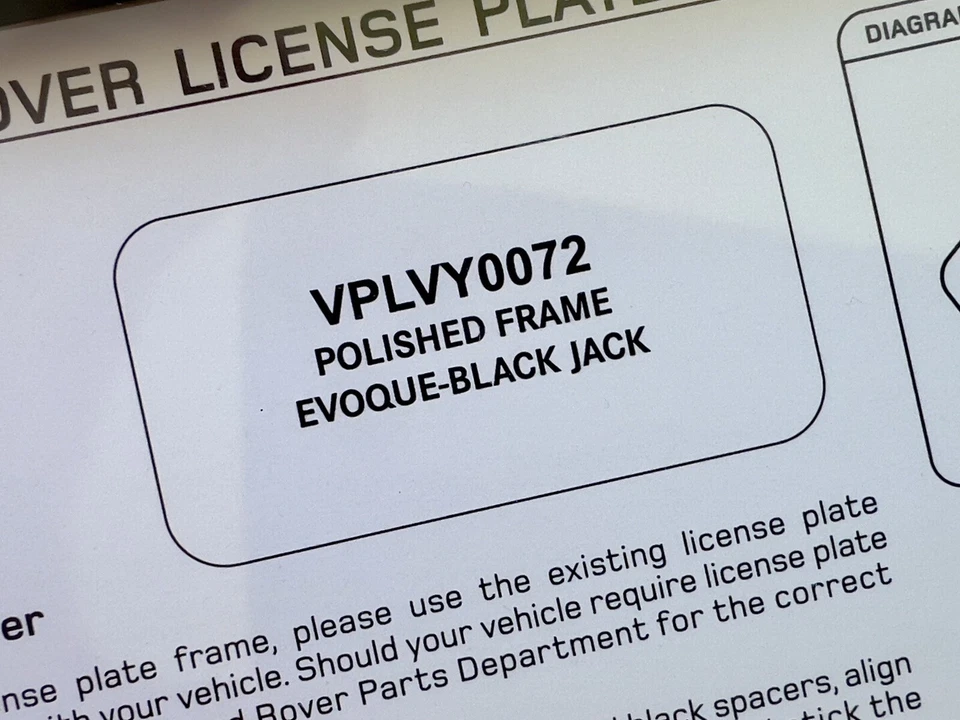 OVER LICENSE PLATE
DIAGRA
VPLVY0072
POLISHED FRAME
EVOQUE-BLACK JACK
er
nse plate frame, please use the existing license plate
with your vehicle. Should your vehicle require license plate
d Rover Parts Department for the correct
black spacers, align
stick the